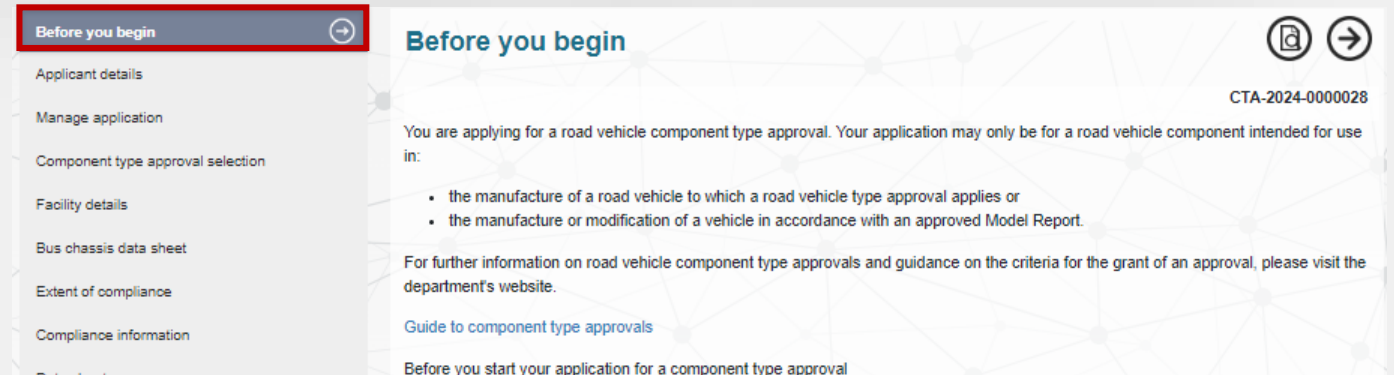 Before you begin
Applicant details
Manage application
Component type approval selection
Facility details
Bus chassis data sheet
Extent of compliance
Compliance information
Before you begin
CTA-2024-0000028
You are applying for a road vehicle component type approval. Your application may only be for a road vehicle component intended for use
in:
• the manufacture of a road vehicle to which a road vehicle type approval applies or
• the manufacture or modification of a vehicle in accordance with an approved Model Report.
For further information on road vehicle component type approvals and guidance on the criteria for the grant of an approval, please visit the
department's website.
Guide to component type approvals
Before you start your application for a component type approval